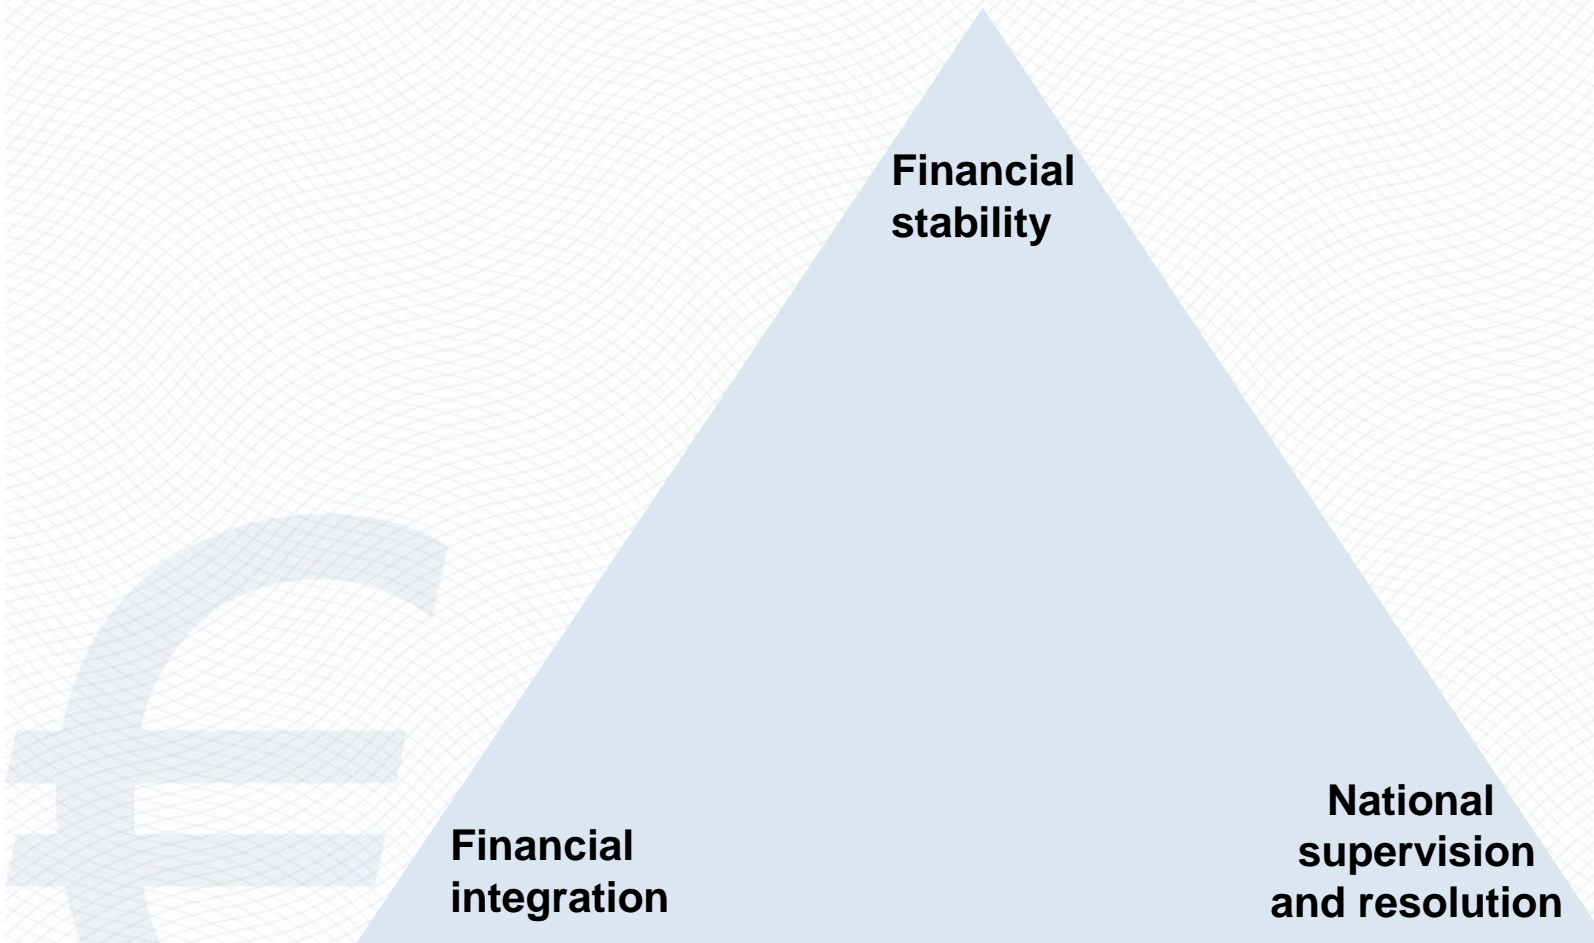 Financial
stability
Financial
integration
National
supervision
and resolution